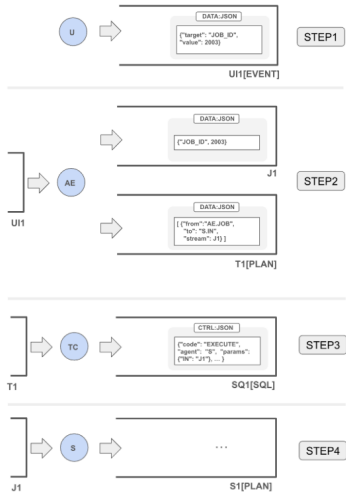 DATA:JSON
U
{"target": "JOB_ID",
"value": 2003}
STEP1
UI1[EVENT]
DATA:JSON
{"JOB_ID", 2003}
J1
AE
STEP2
UI1
DATA:JSON
[ {"from":"AE.JOB",
"to": "S.IN",
"stream": J1} ]
T1[PLAN]
CTRL:JSON
TC
{"code": "EXECUTE",
"agent": "S", "params":
{"IN": "J1"}, ... }
STEP3
T1
SQ1[SQL]
S
...
STEP4
J1
S1[PLAN]